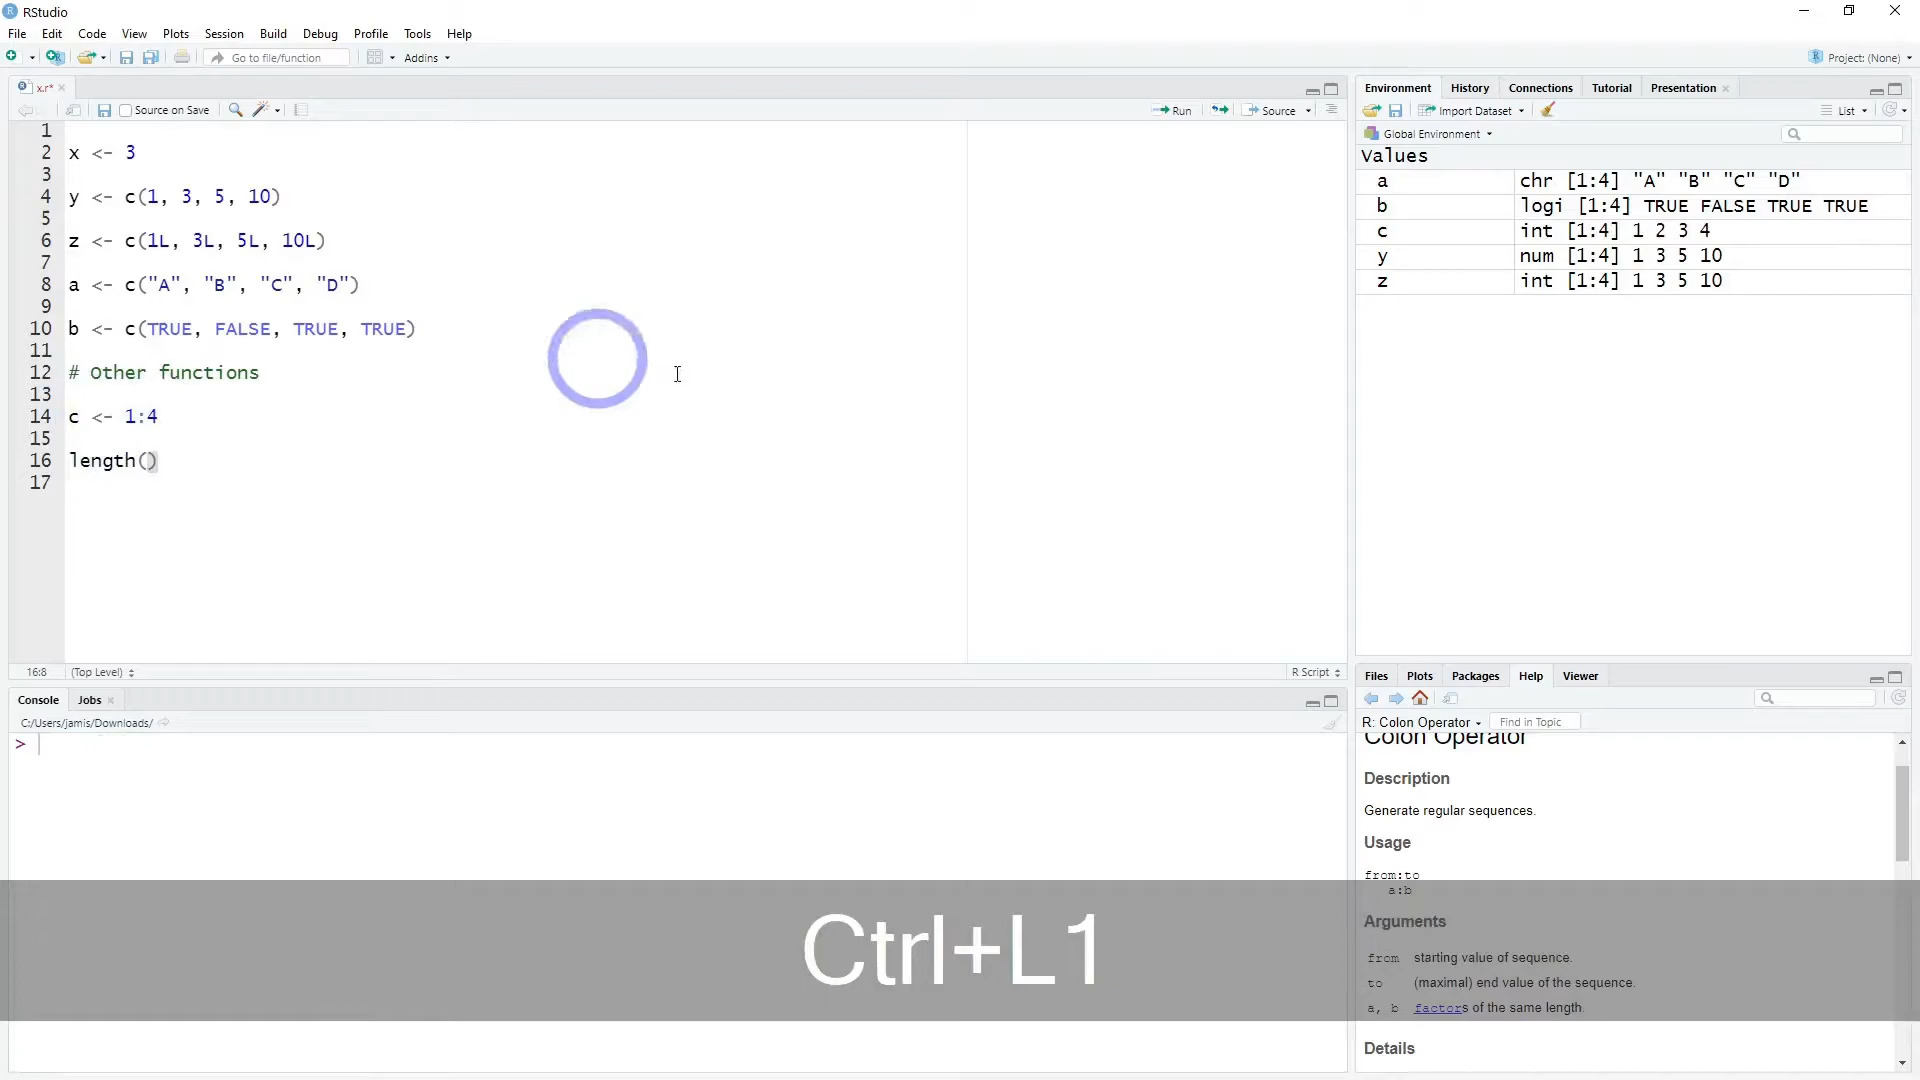 RStudio
File Edit Code View Plots Session Build Debug Profile Tools Help
Go to file/function Addins Project: (None)
x.r*
Source on Save Run Source
1
2 x <- 3
3
4 y <- c(1, 3, 5, 10)
5
6 z <- c(1L, 3L, 5L, 10L)
7
8 a <- c("A", "B", "C", "D")
9
10 b <- c(TRUE, FALSE, TRUE, TRUE)
11
12 # Other functions
13
14 c <- 1:4
15
16 length()
17
16:8 (Top Level) R Script
Console Jobs
C:/Users/jamis/Downloads/
>
Environment History Connections Tutorial Presentation
Import Dataset List
Global Environment
Values
a chr [1:4] "A" "B" "C" "D"
b logi [1:4] TRUE FALSE TRUE TRUE
c int [1:4] 1 2 3 4
y num [1:4] 1 3 5 10
z int [1:4] 1 3 5 10
Files Plots Packages Help Viewer
R: Colon Operator Find in Topic
Colon Operator
Description
Generate regular sequences.
Usage
from:to
a:b
Arguments
from starting value of sequence.
to (maximal) end value of the sequence.
a, b factors of the same length.
Details
Ctrl+L1